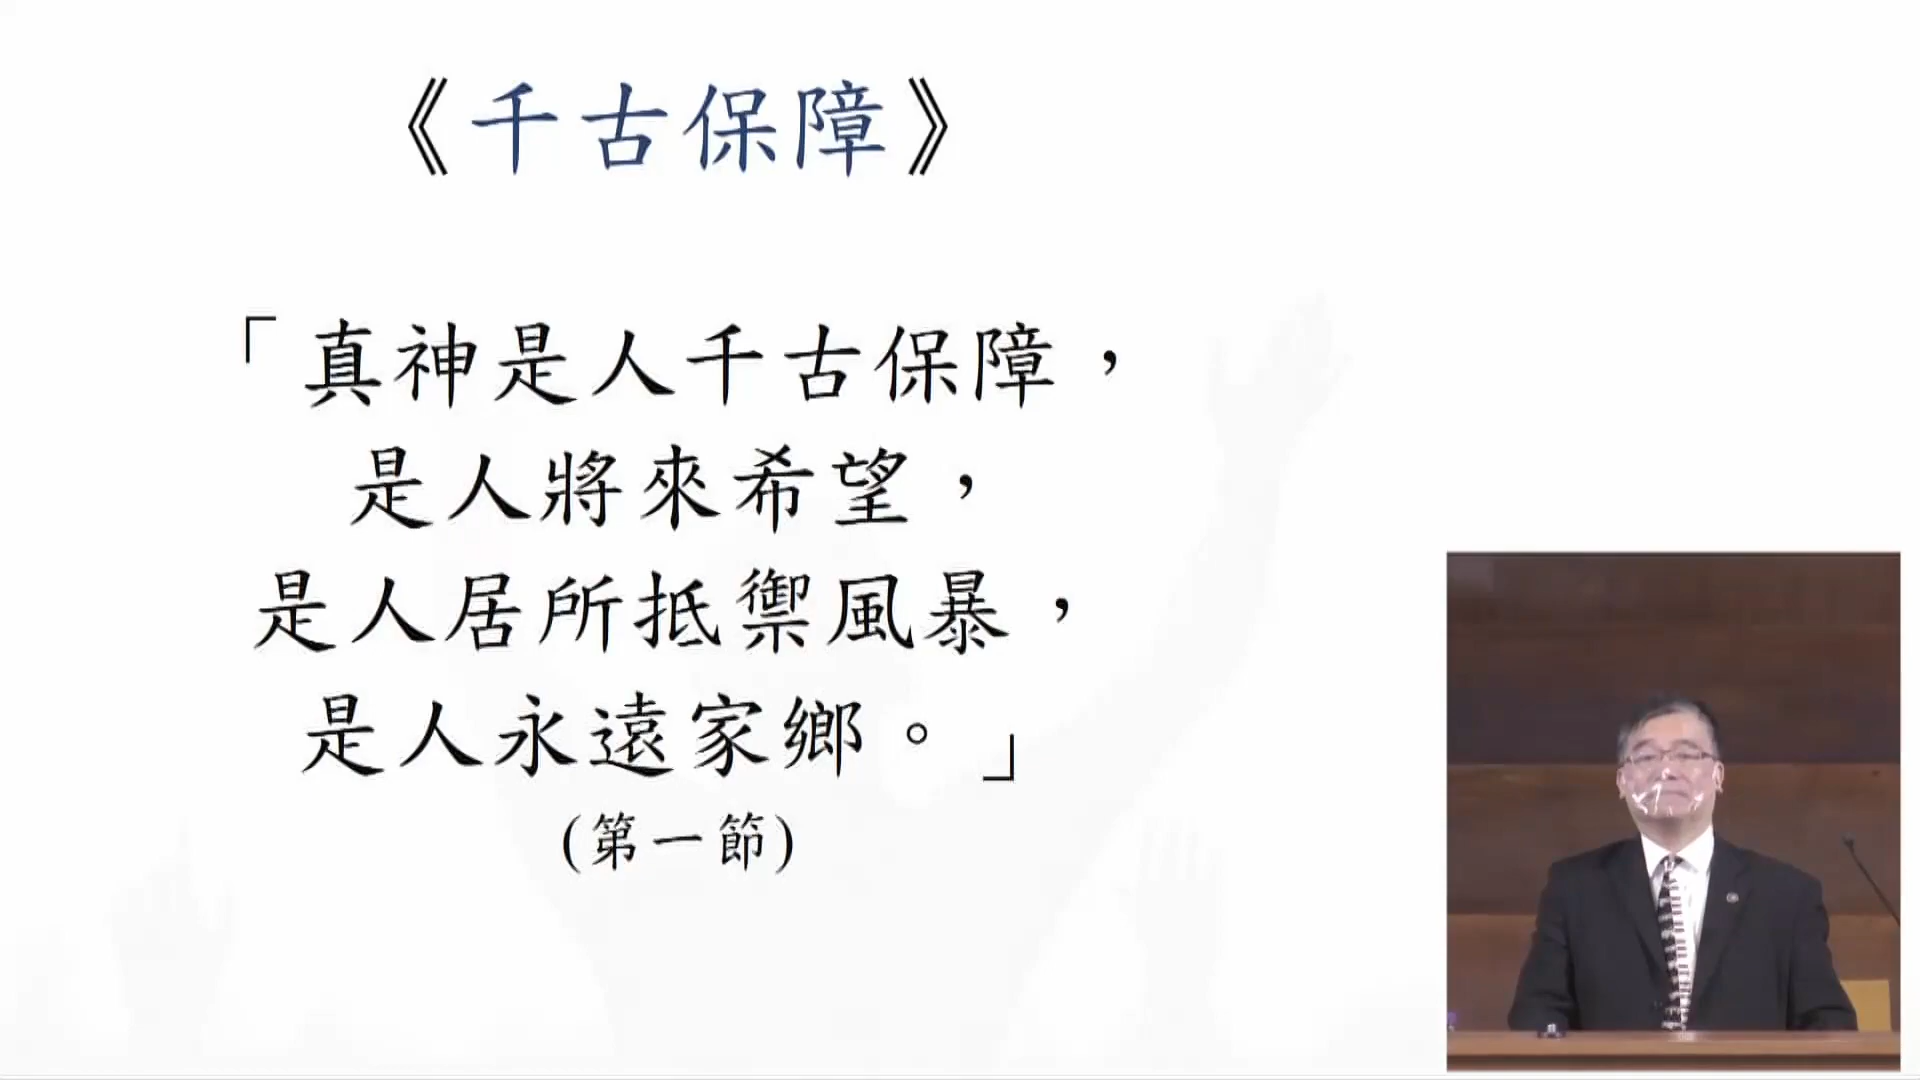 《千古保障》
「真神是人千古保障，
是人將來希望，
是人居所抵禦風暴，
是人永遠家鄉。」
(第一節)